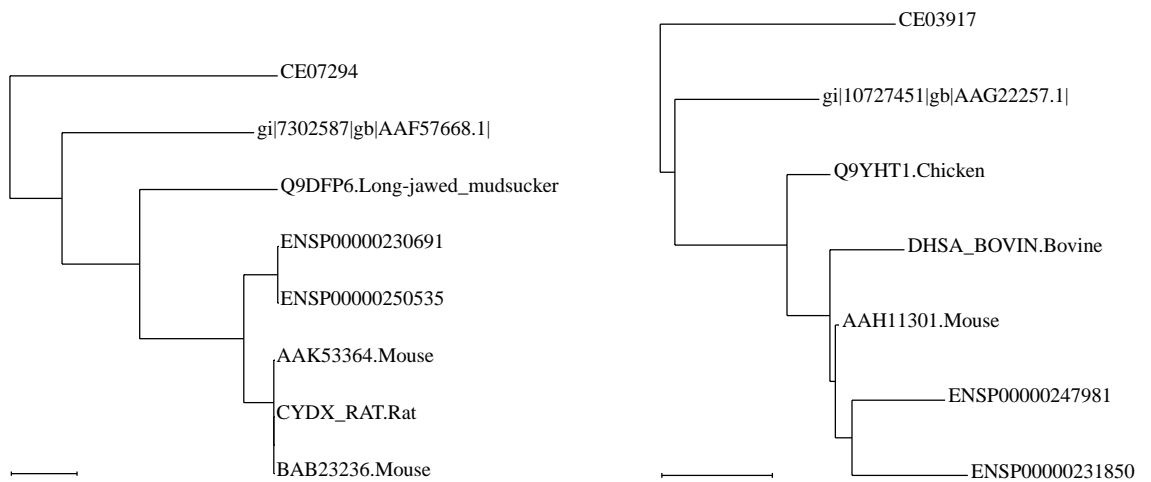 CE07294
gi|7302587|gb|AAF57668.1|
Q9DFP6.Long-jawed_mudsucker
ENSP00000230691
ENSP00000250535
AAK53364.Mouse
CYDX_RAT.Rat
BAB23236.Mouse
CE03917
gi|10727451|gb|AAG22257.1|
Q9YHT1.Chicken
DHSA_BOVIN.Bovine
AAH11301.Mouse
ENSP00000247981
ENSP00000231850